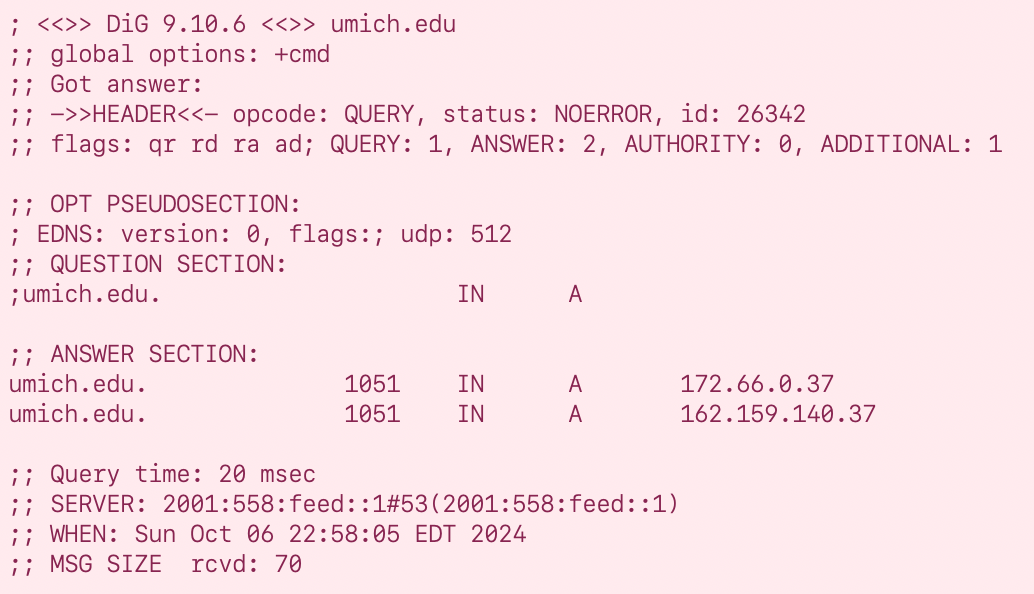 ; <<>> DiG 9.10.6 <<>> umich.edu
;; global options: +cmd
;; Got answer:
;; ->>HEADER<<- opcode: QUERY, status: NOERROR, id: 26342
;; flags: qr rd ra ad; QUERY: 1, ANSWER: 2, AUTHORITY: 0, ADDITIONAL: 1
;; OPT PSEUDOSECTION:
; EDNS: version: 0, flags:; udp: 512
;; QUESTION SECTION:
;umich.edu. IN A
;; ANSWER SECTION:
umich.edu. 1051 IN A 172.66.0.37
umich.edu. 1051 IN A 162.159.140.37
;; Query time: 20 msec
;; SERVER: 2001:558:feed::1#53(2001:558:feed::1)
;; WHEN: Sun Oct 06 22:58:05 EDT 2024
;; MSG SIZE rcvd: 70